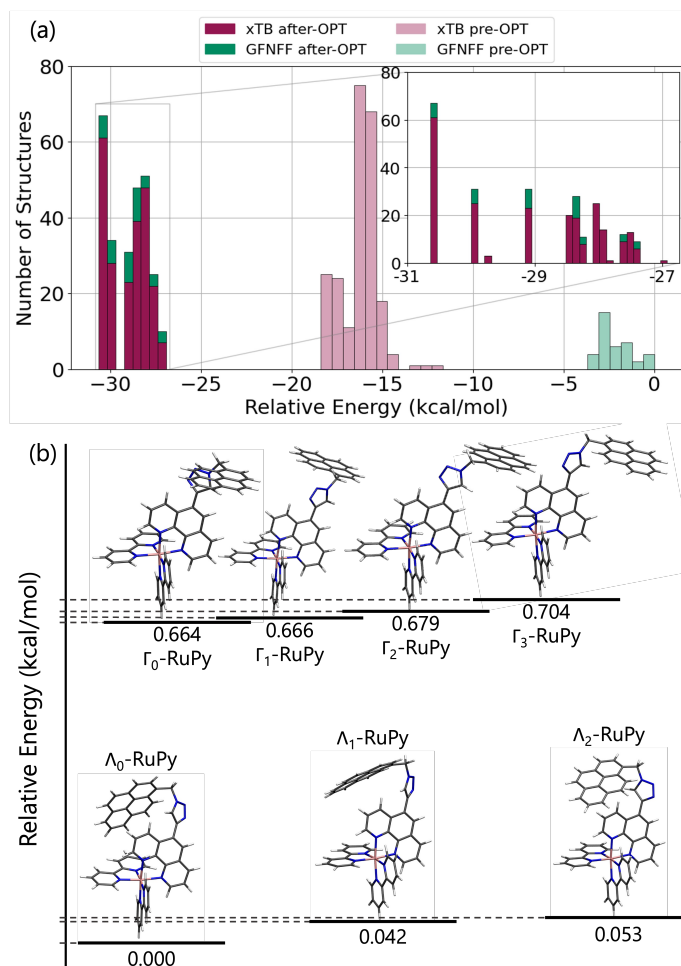 (a)
xTB after-OPT
xTB pre-OPT
GFNFF after-OPT
GFNFF pre-OPT
Number of Structures
80
60
40
20
0
80
60
40
20
0
-31
-29
-27
−30
−25
−20
−15
−10
−5
0
Relative Energy (kcal/mol)
(b)
Relative Energy (kcal/mol)
0.664
Γ₀-RuPy
0.666
Γ₁-RuPy
0.679
Γ₂-RuPy
0.704
Γ₃-RuPy
Λ₀-RuPy
Λ₁-RuPy
Λ₂-RuPy
0.000
0.042
0.053